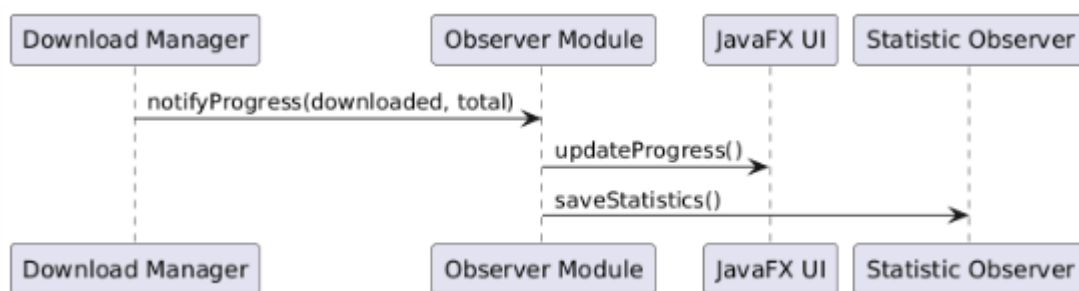 Download Manager Observer Module JavaFX UI Statistic Observer
notifyProgress(downloaded, total)
updateProgress()
saveStatistics()
Download Manager Observer Module JavaFX UI Statistic Observer